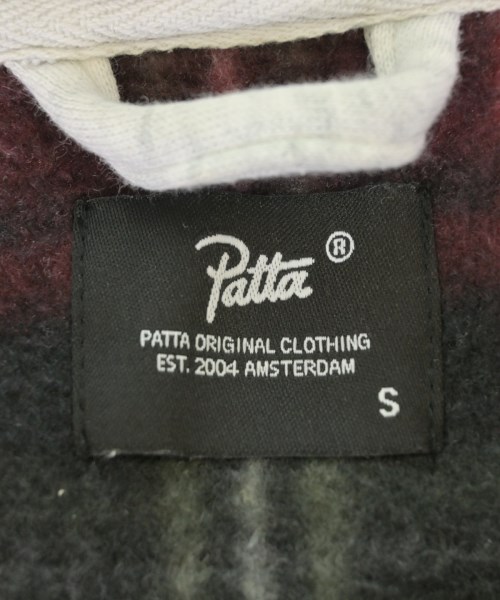 Patta ®
PATTA ORIGINAL CLOTHING
EST. 2004 AMSTERDAM
S